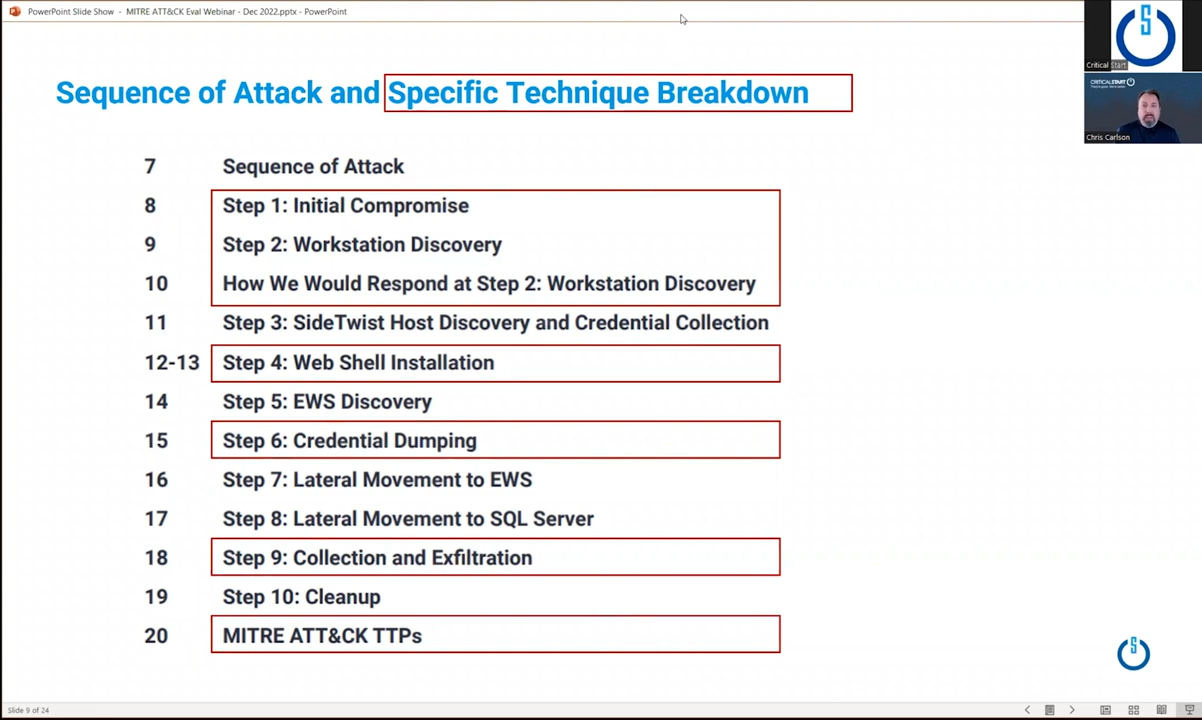 PowerPoint Slide Show - MITRE ATT&CK Eval Webinar - Dec 2022.pptx - PowerPoint
Critical Start
CRITICALSTART
Chris Carlson
Sequence of Attack and Specific Technique Breakdown
7 Sequence of Attack
8 Step 1: Initial Compromise
9 Step 2: Workstation Discovery
10 How We Would Respond at Step 2: Workstation Discovery
11 Step 3: SideTwist Host Discovery and Credential Collection
12-13 Step 4: Web Shell Installation
14 Step 5: EWS Discovery
15 Step 6: Credential Dumping
16 Step 7: Lateral Movement to EWS
17 Step 8: Lateral Movement to SQL Server
18 Step 9: Collection and Exfiltration
19 Step 10: Cleanup
20 MITRE ATT&CK TTPs
Slide 9 of 24